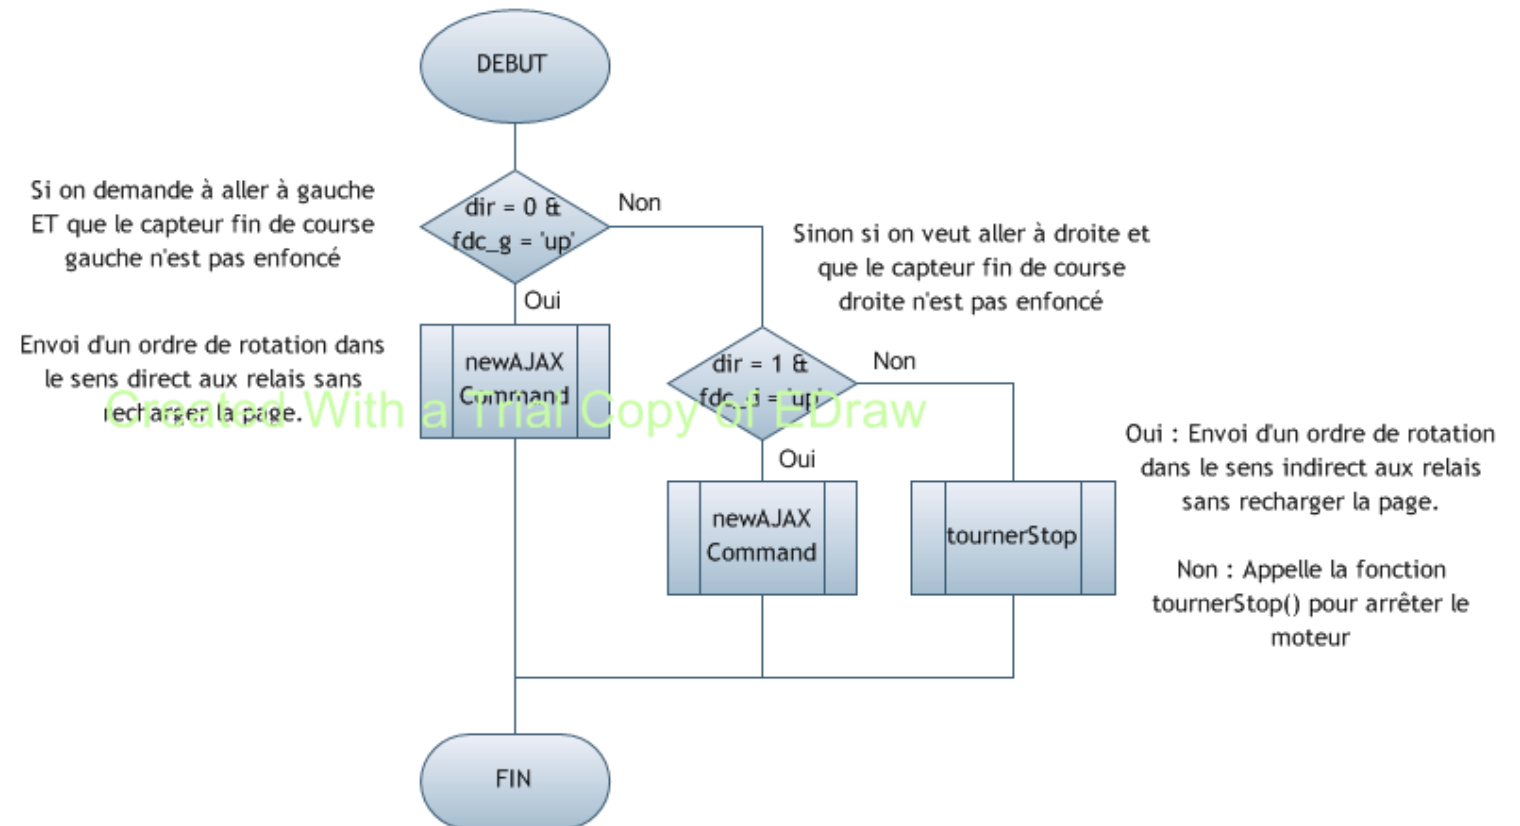 DEBUT
Si on demande à aller à gauche
ET que le capteur fin de course
gauche n'est pas enfoncé
dir = 0 &
fdc_g = 'up'
Non
Oui
Sinon si on veut aller à droite et
que le capteur fin de course
droite n'est pas enfoncé
Envoi d'un ordre de rotation dans
le sens direct aux relais sans
recharger la page.
newAJAX
Command
dir = 1 &
fdc_ = 'up'
Non
Oui
Created With a Trial Copy of EDraw
newAJAX
Command
tournerStop
Oui : Envoi d'un ordre de rotation
dans le sens indirect aux relais
sans recharger la page.
Non : Appelle la fonction
tournerStop() pour arrêter le
moteur
FIN